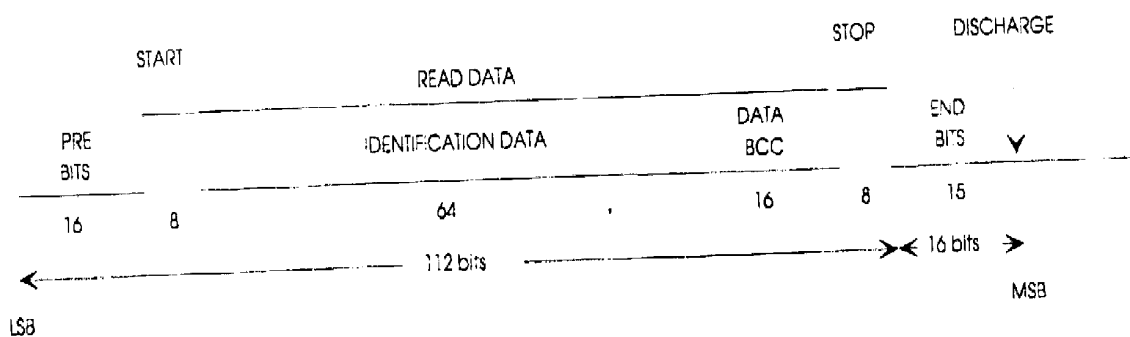 STOP DISCHARGE
START
READ DATA
PRE BITS
IDENTIFICATION DATA
DATA BCC
END BITS
16 8 64 16 8 15
112 bits
16 bits
MSB
LSB